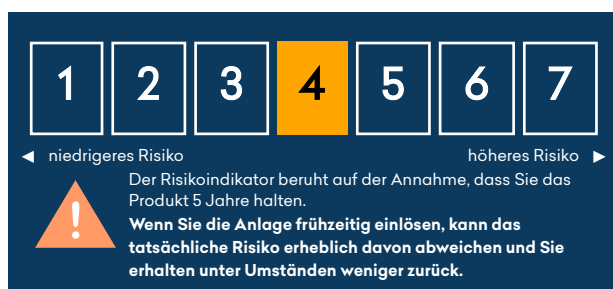 1 2 3 4 5 6 7
◄ niedrigeres Risiko höheres Risiko ►
Der Risikoindikator beruht auf der Annahme, dass Sie das
Produkt 5 Jahre halten.
!
Wenn Sie die Anlage frühzeitig einlösen, kann das
tatsächliche Risiko erheblich davon abweichen und Sie
erhalten unter Umständen weniger zurück.